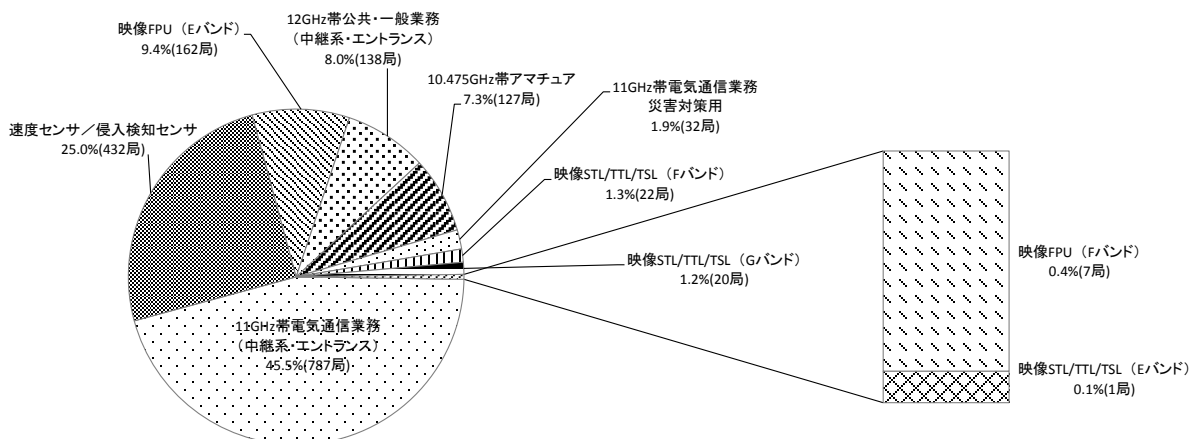 映像FPU（Eバンド）
9.4%(162局)
12GHz帯公共・一般業務
（中継系・エントランス）
8.0%(138局)
10.475GHz帯アマチュア
7.3%(127局)
11GHz帯電気通信業務
災害対策用
1.9%(32局)
速度センサ／侵入検知センサ
25.0%(432局)
映像STL/TTL/TSL（Fバンド）
1.3%(22局)
映像STL/TTL/TSL（Gバンド）
1.2%(20局)
映像FPU（Fバンド）
0.4%(7局)
11GHz帯電気通信業務
（中継系・エントランス）
45.5%(787局)
映像STL/TTL/TSL（Eバンド）
0.1%(1局)